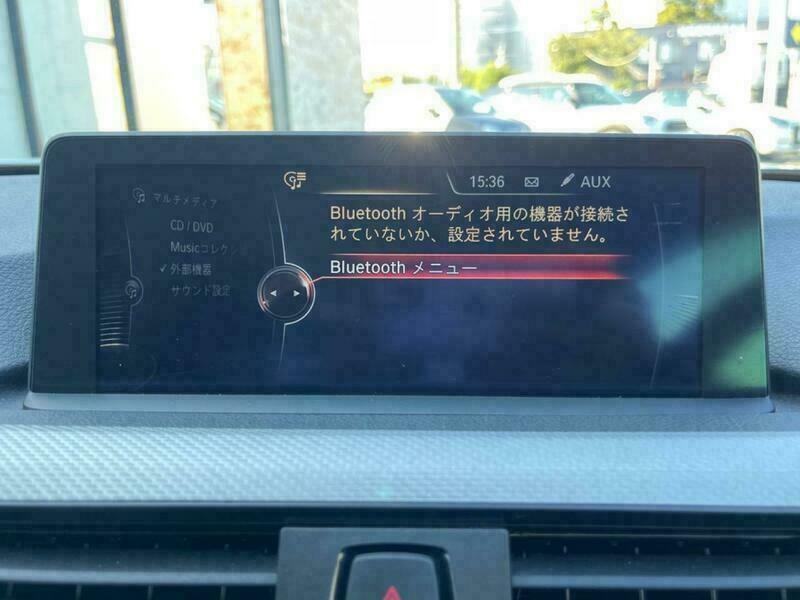 15:36 AUX
マルチメディア
CD / DVD
Musicコレクション
外部機器
サウンド設定
Bluetooth オーディオ用の機器が接続さ
れていないか、設定されていません。
Bluetooth メニュー